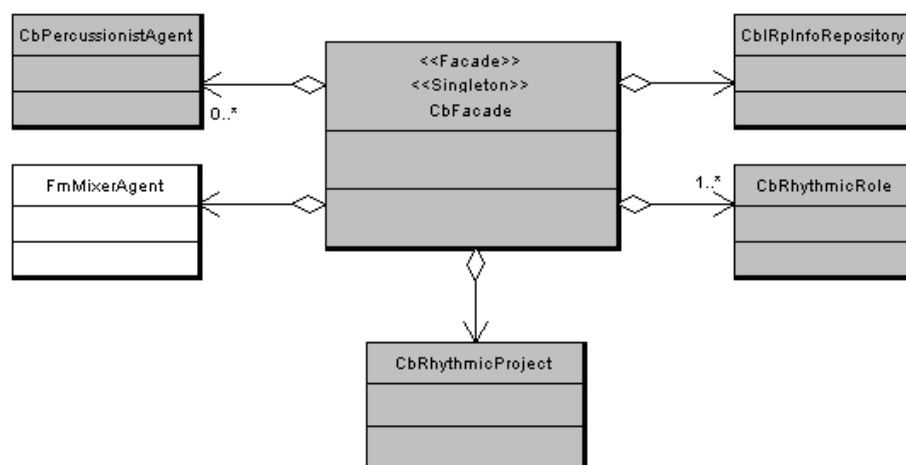 CbPercussionistAgent
<<Facade>>
<<Singleton>>
CbFacade
CbIRpInfoRepository
0..*
FmMixerAgent
1..*
CbRhythmicRole
CbRhythmicProject